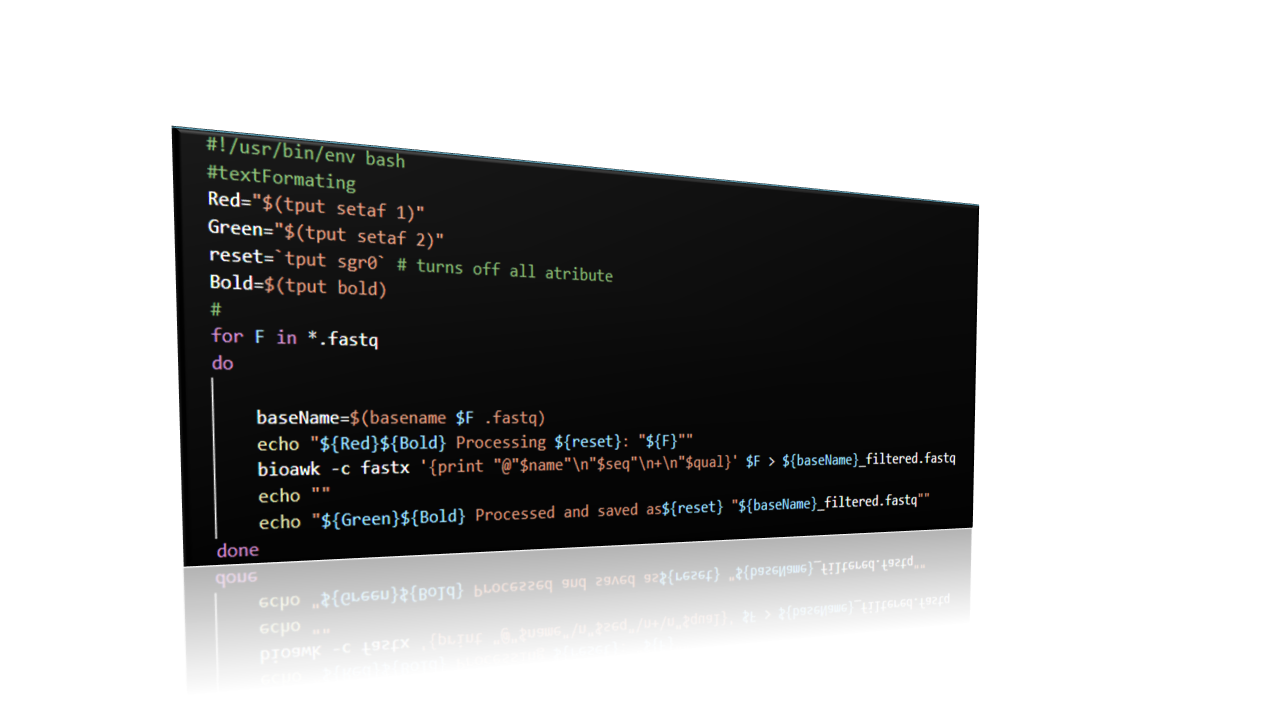 #!/usr/bin/env bash
#textFormating
Red="$(tput setaf 1)"
Green="$(tput setaf 2)"
reset=`tput sgr0` # turns off all atribute
Bold=$(tput bold)
#
for F in *.fastq
do
baseName=$(basename $F .fastq)
echo "${Red}${Bold} Processing ${reset}: "${F}""
bioawk -c fastx '{print "@"$name"\n"$seq"\n+\n"$qual}' $F > ${baseName}_filtered.fastq
echo ""
echo "${Green}${Bold} Processed and saved as${reset} "${baseName}_filtered.fastq""
done